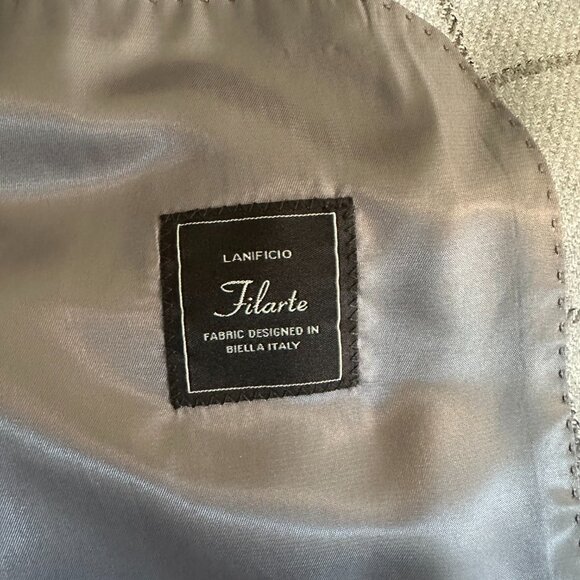 LANIFICIO
Filarte
FABRIC DESIGNED IN
BIELLA ITALY